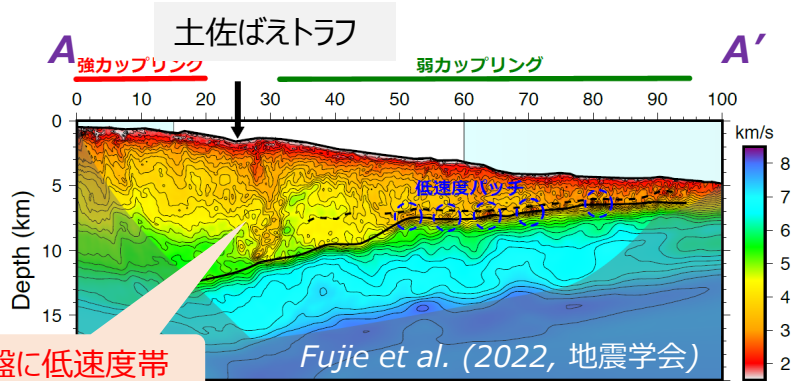 土佐ばえトラフ
A
A′
強カップリング
弱カップリング
0 10 20 30 40 50 60 70 80 90 100
km/s
0
5
10
15
Depth (km)
低速度パッチ
8
7
6
5
4
3
2
盤に低速度帯
Fujie et al. (2022, 地震学会)